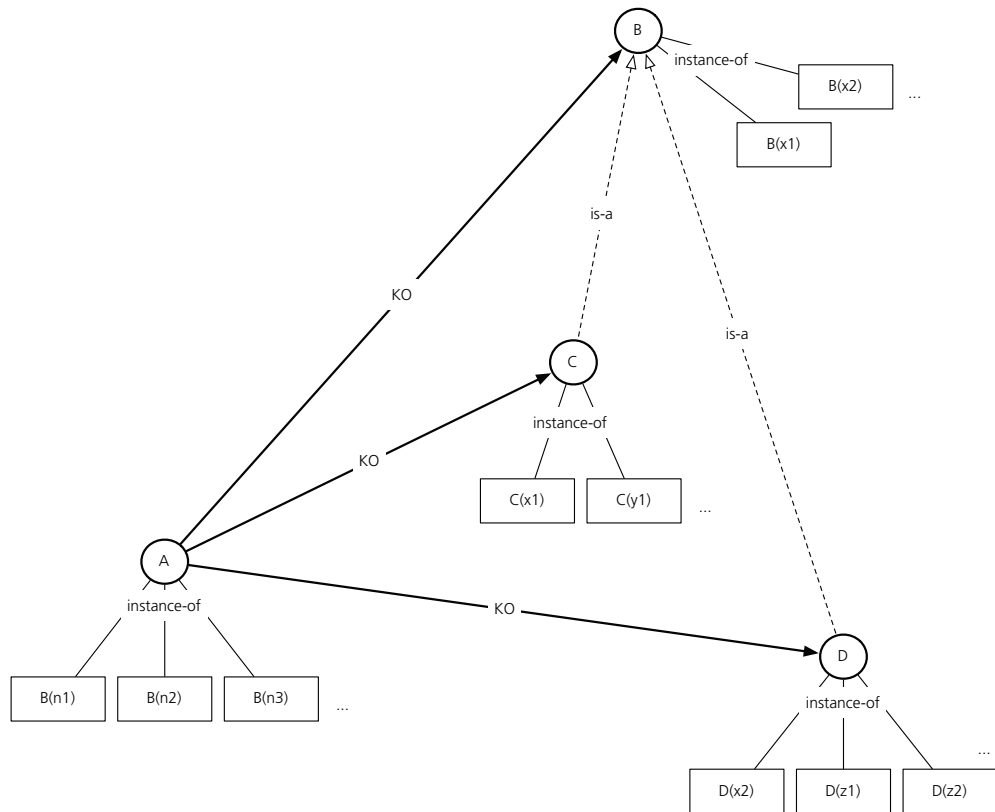 B
instance-of
B(x2)
...
B(x1)
is-a
KO
is-a
C
KO
instance-of
C(x1)
C(y1)
...
A
instance-of
KO
B(n1)
B(n2)
B(n3)
...
D
instance-of
...
D(x2)
D(z1)
D(z2)